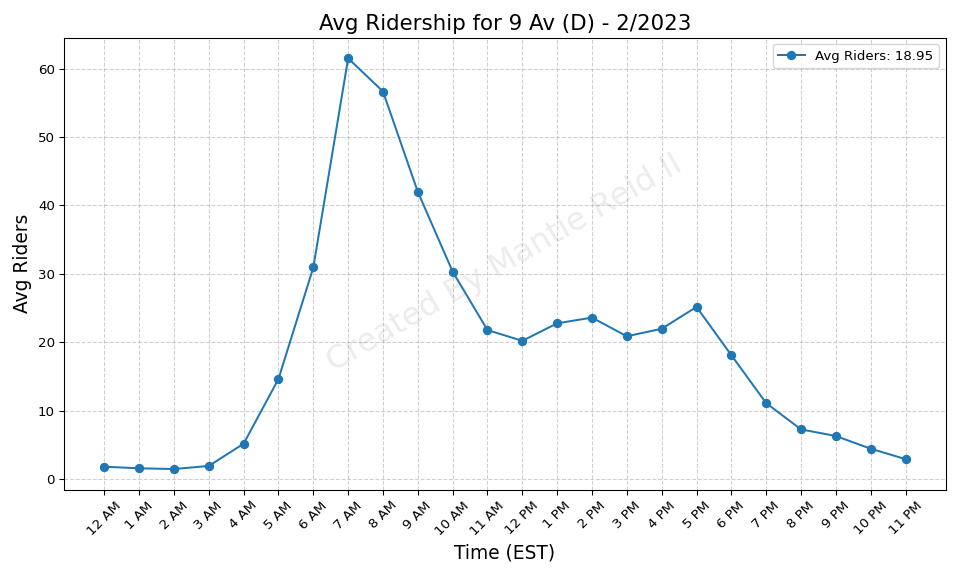 Avg Ridership for 9 Av (D) - 2/2023
Avg Riders: 18.95
Avg Riders
60
50
40
30
20
10
0
Created By Mantie Reid II
12 AM
1 AM
2 AM
3 AM
4 AM
5 AM
6 AM
7 AM
8 AM
9 AM
10 AM
11 AM
12 PM
1 PM
2 PM
3 PM
4 PM
5 PM
6 PM
7 PM
8 PM
9 PM
10 PM
11 PM
Time (EST)